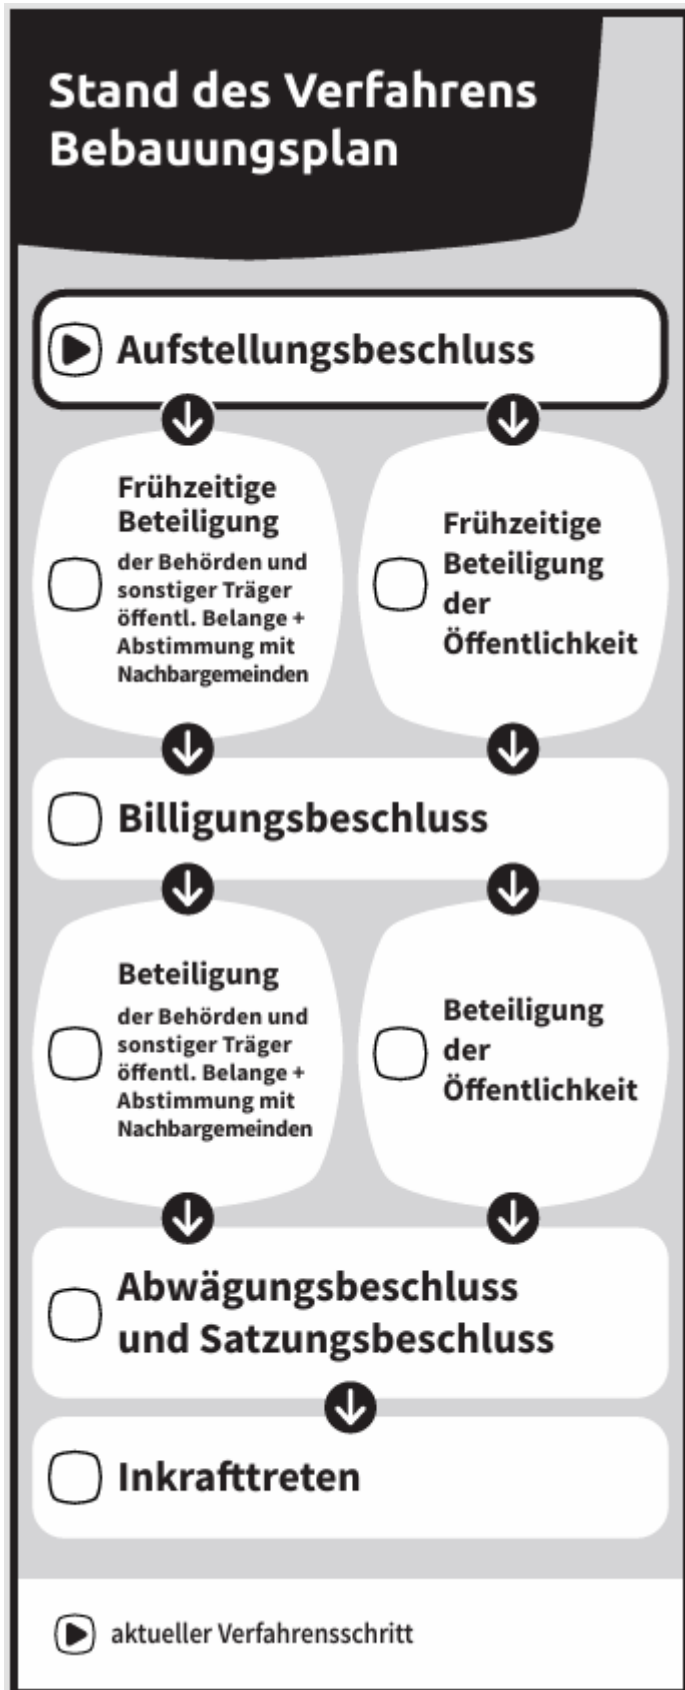 Stand des Verfahrens
Bebauungsplan
Aufstellungsbeschluss
Frühzeitige
Beteiligung
der Behörden und
sonstiger Träger
öffentl. Belange +
Abstimmung mit
Nachbargemeinden
Frühzeitige
Beteiligung
der
Öffentlichkeit
Billigungsbeschluss
Beteiligung
der Behörden und
sonstiger Träger
öffentl. Belange +
Abstimmung mit
Nachbargemeinden
Beteiligung
der
Öffentlichkeit
Abwägungsbeschluss
und Satzungsbeschluss
Inkrafttreten
aktueller Verfahrensschritt